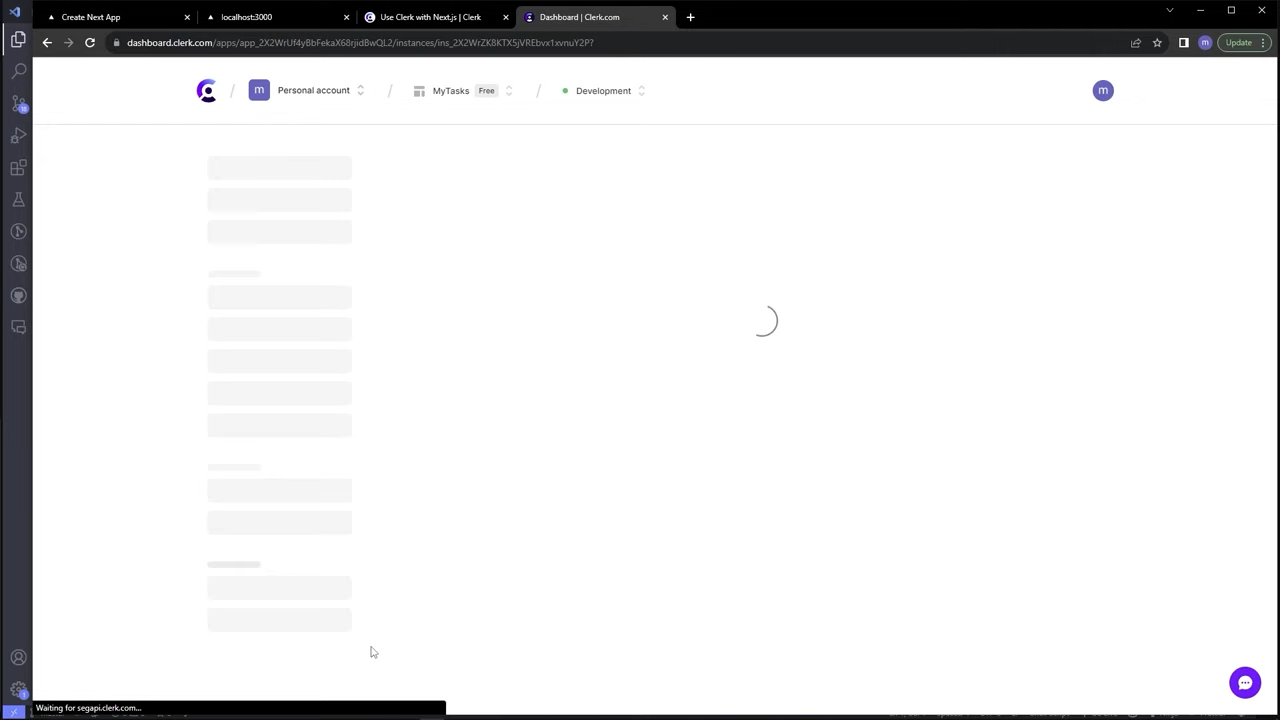 Create Next App
localhost:3000
Use Clerk with Next.js | Clerk
Dashboard | Clerk.com
dashboard.clerk.com/apps/app_2X2WrUf4yBbFekaX68rjidBwQL2/instances/ins_2X2WrZK8KTX5jVREbvx1xvnuY2P?
m
Update
m
Personal account
MyTasks
Free
Development
m
Waiting for segapi.clerk.com...